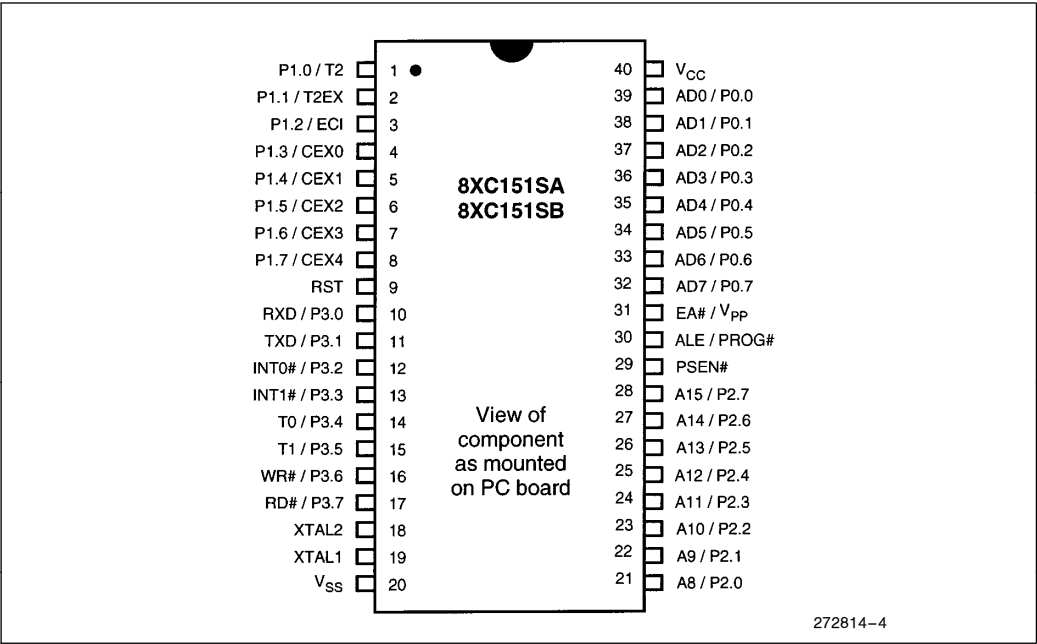 P1.0 / T2 1 40 VCC
P1.1 / T2EX 2 39 AD0 / P0.0
P1.2 / ECI 3 38 AD1 / P0.1
P1.3 / CEX0 4 37 AD2 / P0.2
P1.4 / CEX1 5 36 AD3 / P0.3
P1.5 / CEX2 6 35 AD4 / P0.4
P1.6 / CEX3 7 34 AD5 / P0.5
P1.7 / CEX4 8 33 AD6 / P0.6
RST 9 32 AD7 / P0.7
RXD / P3.0 10 31 EA# / VPP
TXD / P3.1 11 30 ALE / PROG#
INT0# / P3.2 12 29 PSEN#
INT1# / P3.3 13 28 A15 / P2.7
T0 / P3.4 14 27 A14 / P2.6
T1 / P3.5 15 26 A13 / P2.5
WR# / P3.6 16 25 A12 / P2.4
RD# / P3.7 17 24 A11 / P2.3
XTAL2 18 23 A10 / P2.2
XTAL1 19 22 A9 / P2.1
VSS 20 21 A8 / P2.0
8XC151SA
8XC151SB
View of
component
as mounted
on PC board
272814–4